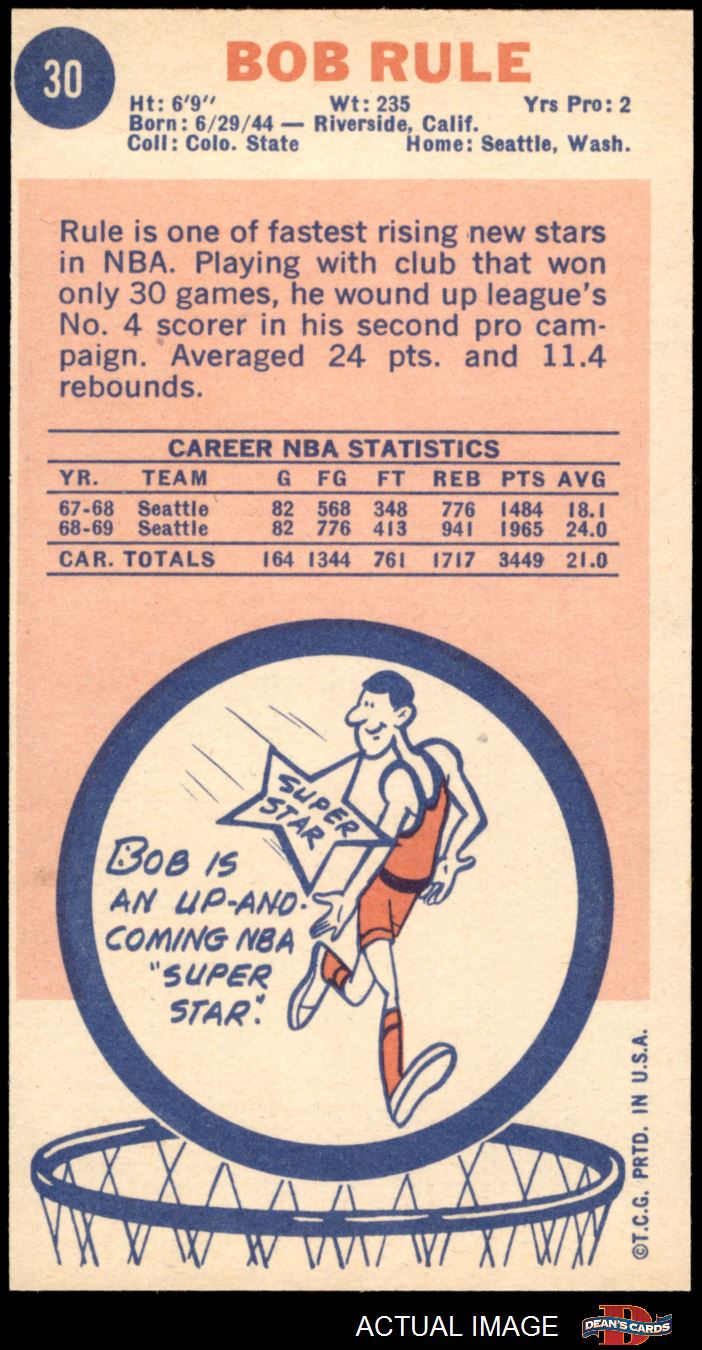 30
BOB RULE
Ht: 6'9" Wt: 235 Yrs Pro: 2
Born: 6/29/44 — Riverside, Calif.
Coll: Colo. State Home: Seattle, Wash.
Rule is one of fastest rising new stars
in NBA. Playing with club that won
only 30 games, he wound up league's
No. 4 scorer in his second pro cam-
paign. Averaged 24 pts. and 11.4
rebounds.
CAREER NBA STATISTICS
YR. TEAM G FG FT REB PTS AVG
67-68 Seattle 82 568 348 776 1484 18.1
68-69 Seattle 82 776 413 941 1965 24.0
CAR. TOTALS 164 1344 761 1717 3449 21.0
SUPER
STAR
BOB IS
AN UP-AND-
COMING NBA
"SUPER
STAR".
©T.C.G. PRTD. IN U.S.A.
ACTUAL IMAGE
D
DEAN'S CARDS